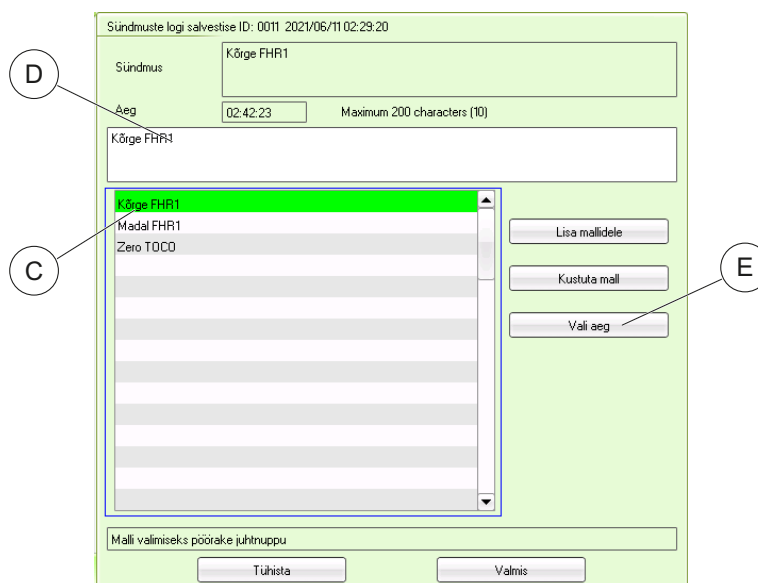 Sündmuste logi salvestise ID: 0011 2021/06/11 02:29:20
Sündmus
Kõrge FHR1
D
Aeg
02:42:23
Maximum 200 characters (10)
Kõrge FHR1
Kõrge FHR1
Madal FHR1
Zero TOCO
C
Lisa mallidele
Kustuta mall
Vali aeg
E
Malli valimiseks pöörake juhtnuppu
Tühista
Valmis